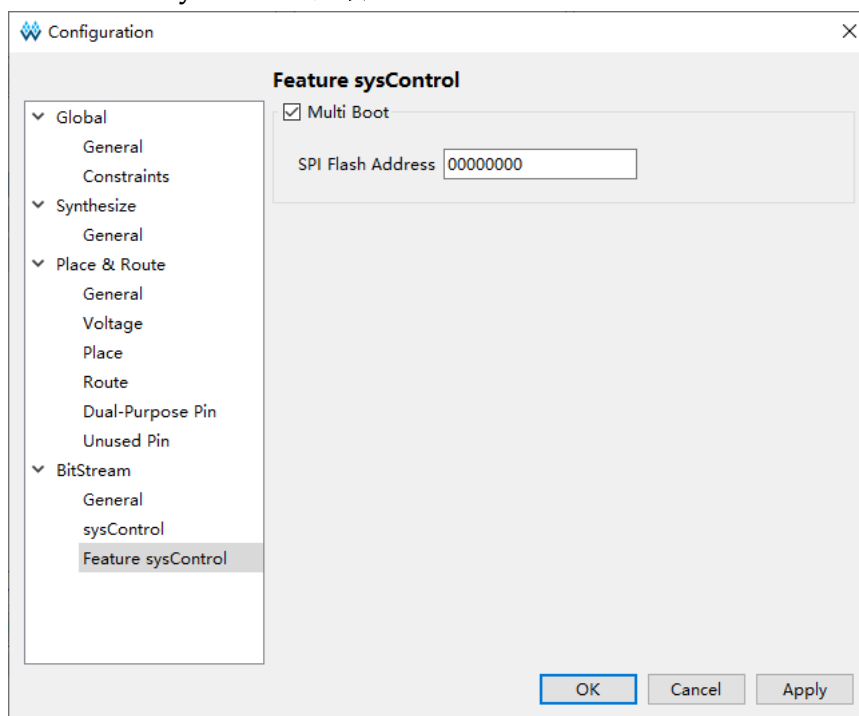 Configuration
Feature sysControl
Global
General
Constraints
Synthesize
General
Place & Route
General
Voltage
Place
Route
Dual-Purpose Pin
Unused Pin
BitStream
General
sysControl
Feature sysControl
Multi Boot
SPI Flash Address 00000000
OK Cancel Apply